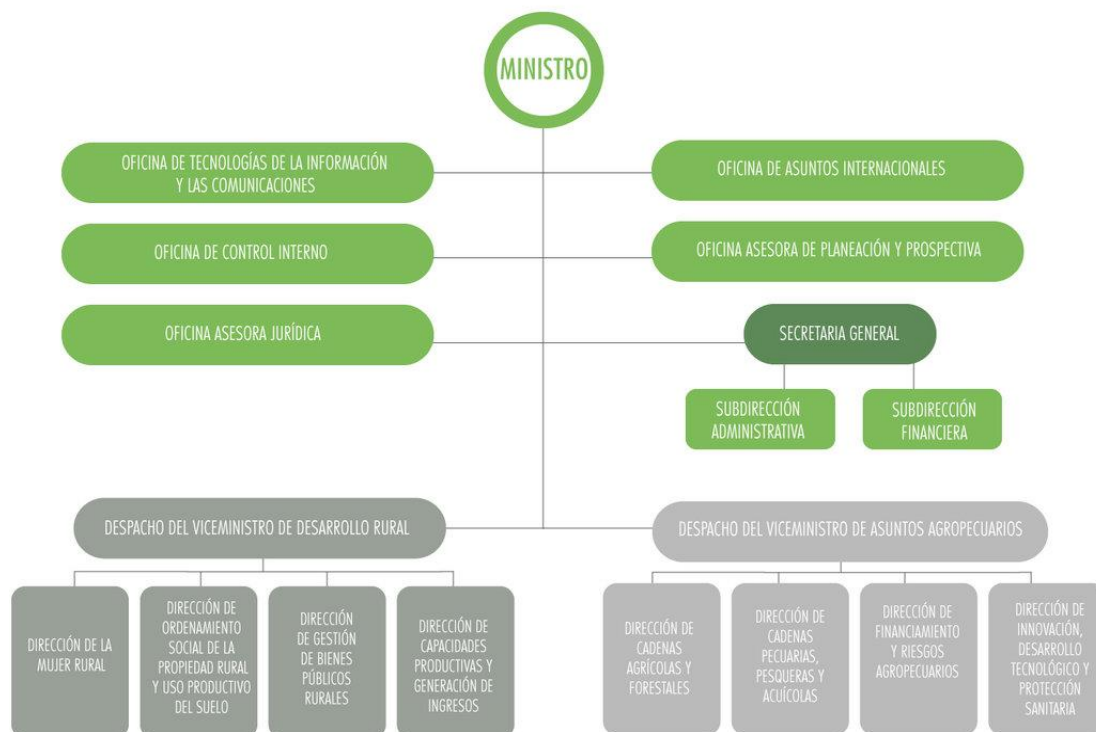 MINISTRO
OFICINA DE TECNOLOGÍAS DE LA INFORMACIÓN
Y LAS COMUNICACIONES
OFICINA DE ASUNTOS INTERNACIONALES
OFICINA DE CONTROL INTERNO
OFICINA ASESORA DE PLANEACIÓN Y PROSPECTIVA
OFICINA ASESORA JURÍDICA
SECRETARIA GENERAL
SUBDIRECCIÓN
ADMINISTRATIVA
SUBDIRECCIÓN
FINANCIERA
DESPACHO DEL VICEMINISTRO DE DESARROLLO RURAL
DIRECCIÓN DE LA
MUJER RURAL
DIRECCIÓN DE
ORDENAMIENTO
SOCIAL DE LA
PROPIEDAD RURAL
Y USO PRODUCTIVO
DEL SUELO
DIRECCIÓN
DE GESTIÓN
DE BIENES
PÚBLICOS
RURALES
DIRECCIÓN DE
CAPACIDADES
PRODUCTIVAS Y
GENERACIÓN DE
INGRESOS
DESPACHO DEL VICEMINISTRO DE ASUNTOS AGROPECUARIOS
DIRECCIÓN DE
CADENAS
AGRÍCOLAS Y
FORESTALES
DIRECCIÓN DE
CADENAS
PECUARIAS,
PESQUERAS Y
ACUÍCOLAS
DIRECCIÓN DE
FINANCIAMIENTO
Y RIESGOS
AGROPECUARIOS
DIRECCIÓN DE
INNOVACIÓN,
DESARROLLO
TECNOLÓGICO Y
PROTECCIÓN
SANITARIA